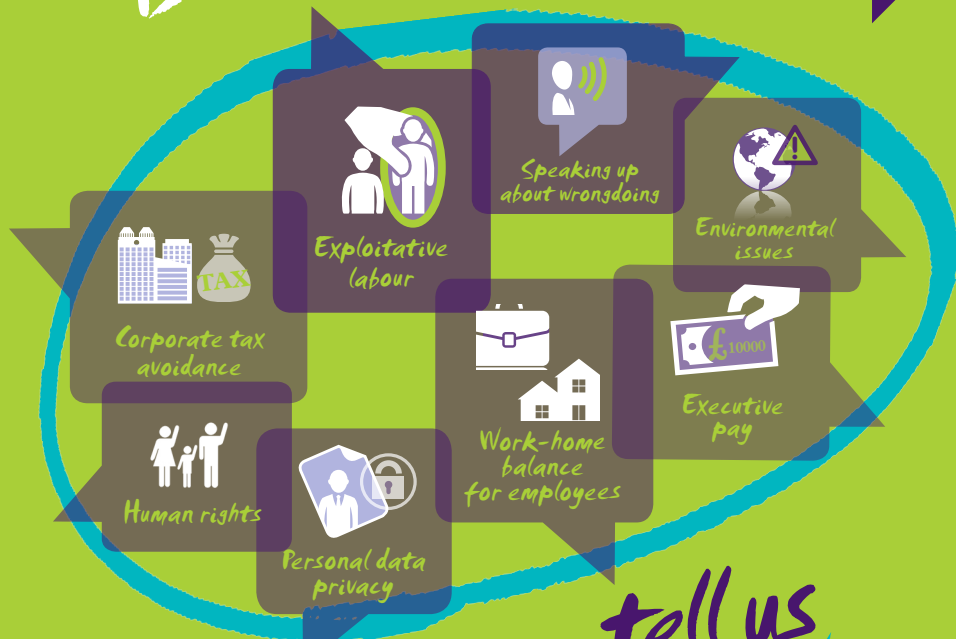 Speaking up
about wrongdoing
Exploitative
labour
Environmental
issues
TAX
Corporate tax
avoidance
£10000
Executive
pay
Work-home
balance
for employees
Human rights
Personal data
privacy
tell us